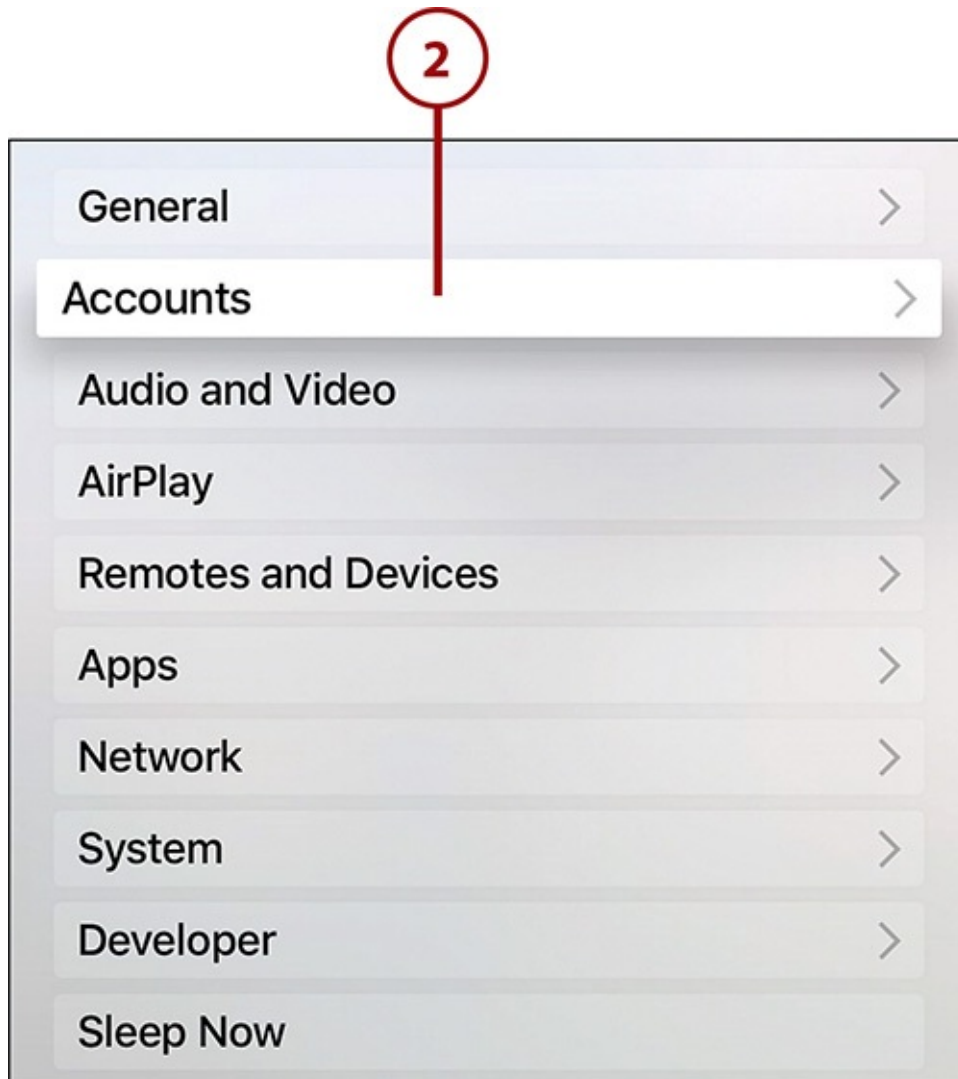 2
General
Accounts
Audio and Video
AirPlay
Remotes and Devices
Apps
Network
System
Developer
Sleep Now